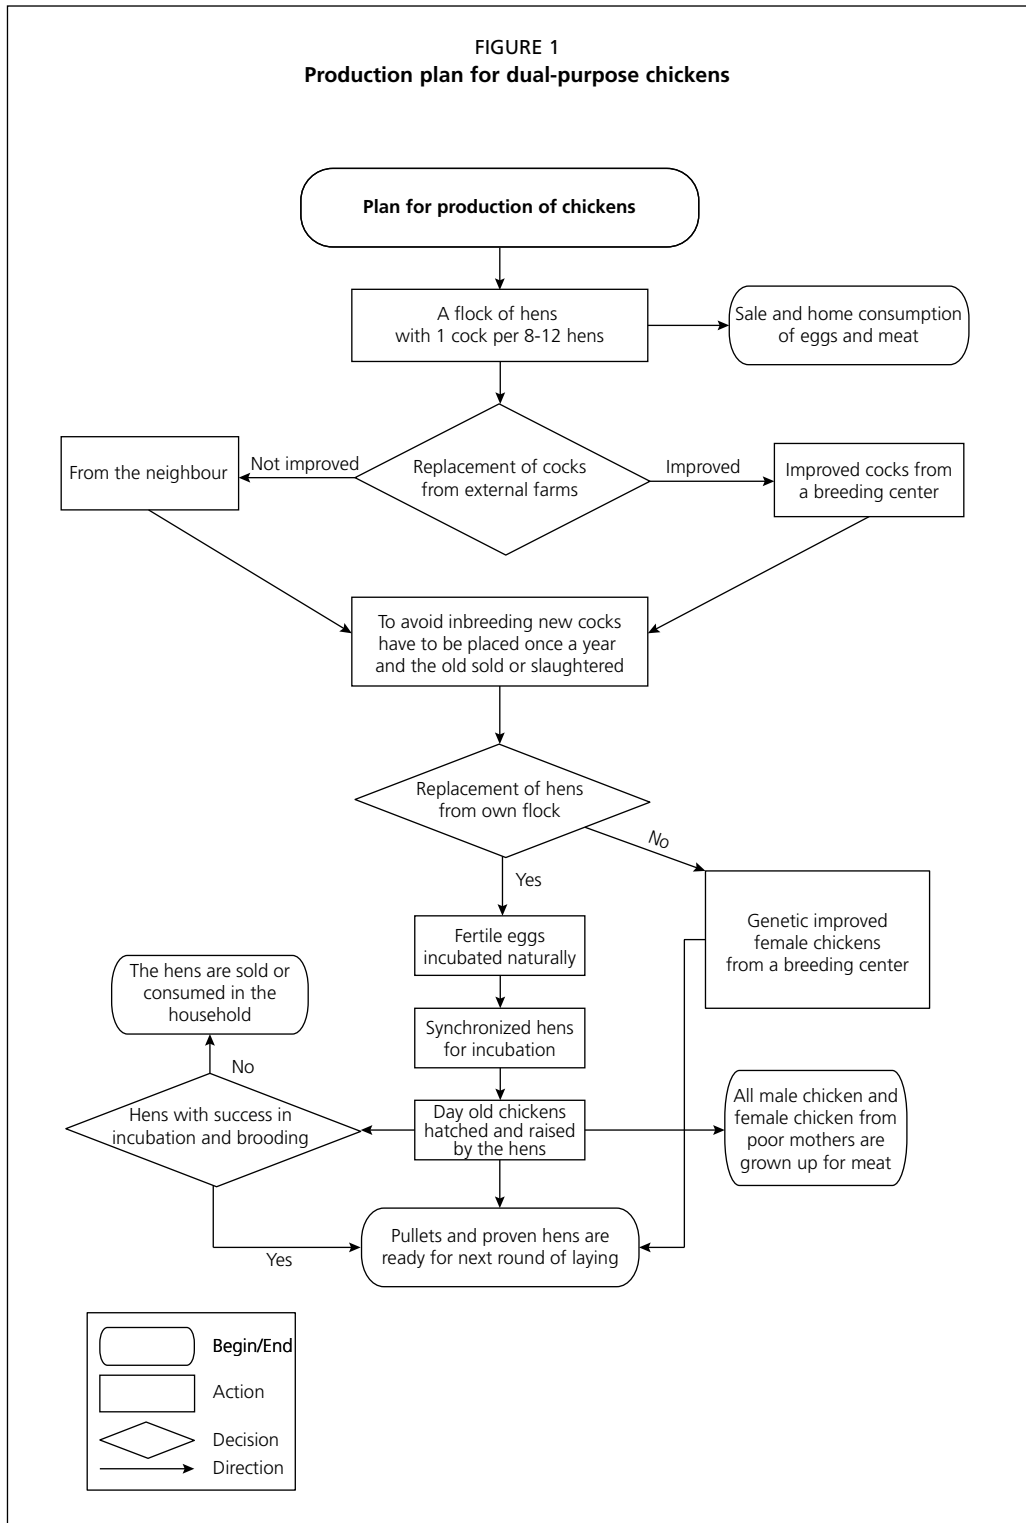 FIGURE 1
Production plan for dual-purpose chickens
Plan for production of chickens
A flock of hens
with 1 cock per 8-12 hens
Sale and home consumption
of eggs and meat
From the neighbour
Not improved
Replacement of cocks
from external farms
Improved
Improved cocks from
a breeding center
To avoid inbreeding new cocks
have to be placed once a year
and the old sold or slaughtered
Replacement of hens
from own flock
No
Yes
Genetic improved
female chickens
from a breeding center
Fertile eggs
incubated naturally
The hens are sold or
consumed in the
household
Synchronized hens
for incubation
No
Hens with success in
incubation and brooding
Day old chickens
hatched and raised
by the hens
All male chicken and
female chicken from
poor mothers are
grown up for meat
Yes
Pullets and proven hens are
ready for next round of laying
Begin/End
Action
Decision
Direction